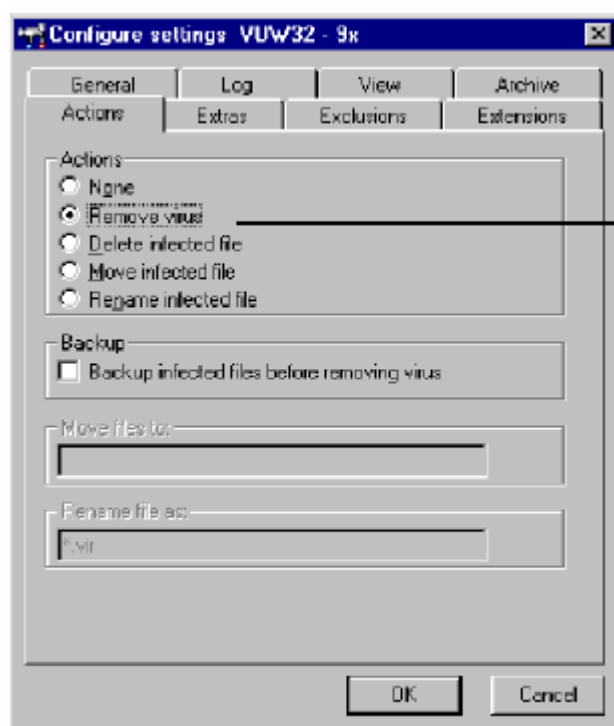 Configure settings VUW32 - 9x
General Log View Archive
Actions Extras Exclusions Extensions
Actions
None
Remove virus
Delete infected file
Move infected file
Rename infected file
Backup
Backup infected files before removing virus
Move files to:
Rename file as:
*.vir
OK Cancel